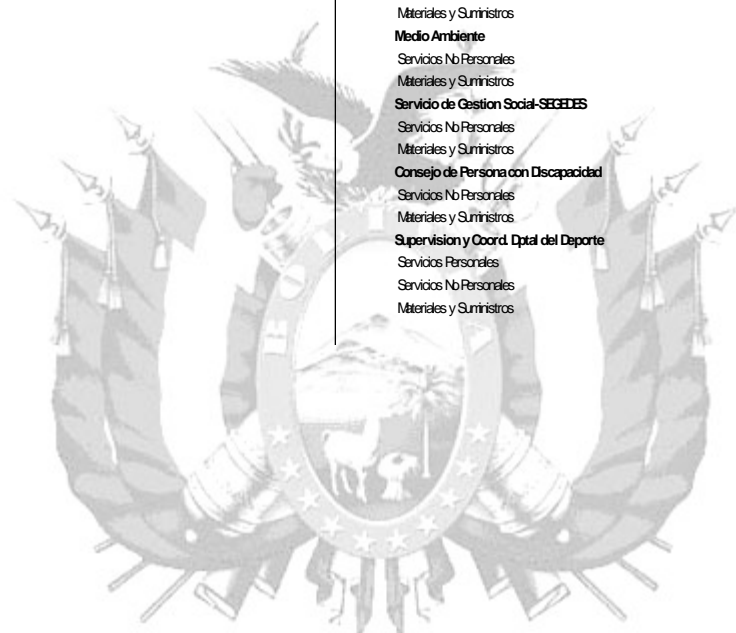 Materiales y Suministros
Medio Ambiente
Servicios No Personales
Materiales y Suministros
Servicio de Gestion Social-SEGEDES
Servicios No Personales
Materiales y Suministros
Consejo de Persona con Discapacidad
Servicios No Personales
Materiales y Suministros
Supervision y Coord. Dptal del Deporte
Servicios Personales
Servicios No Personales
Materiales y Suministros